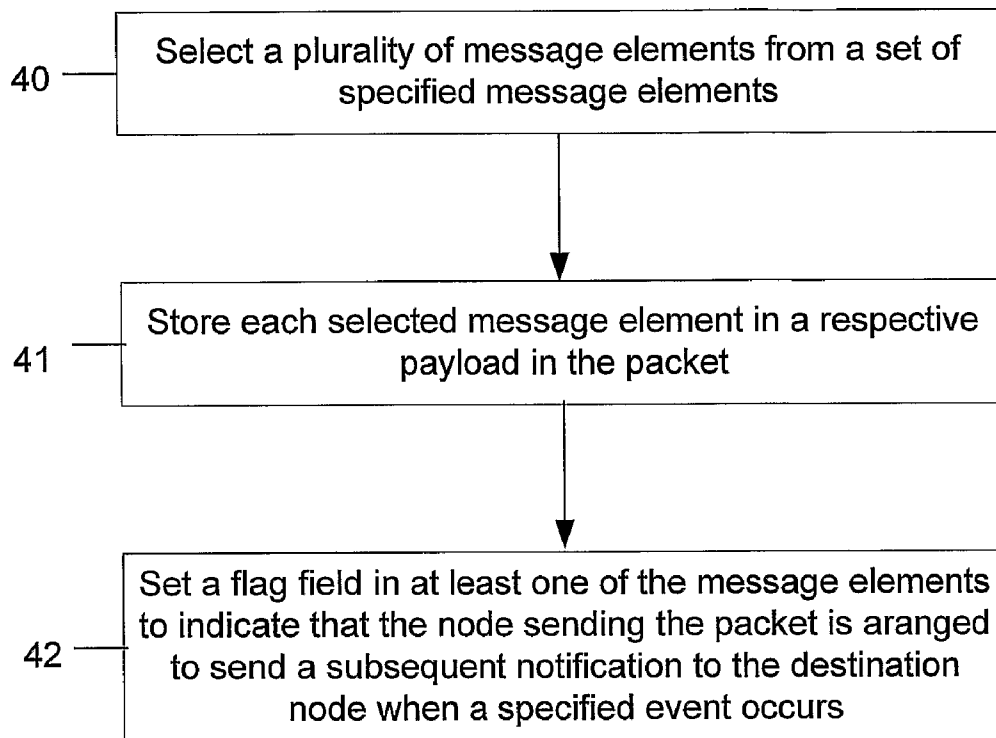 40
Select a plurality of message elements from a set of
specified message elements
41
Store each selected message element in a respective
payload in the packet
42
Set a flag field in at least one of the message elements
to indicate that the node sending the packet is aranged
to send a subsequent notification to the destination
node when a specified event occurs